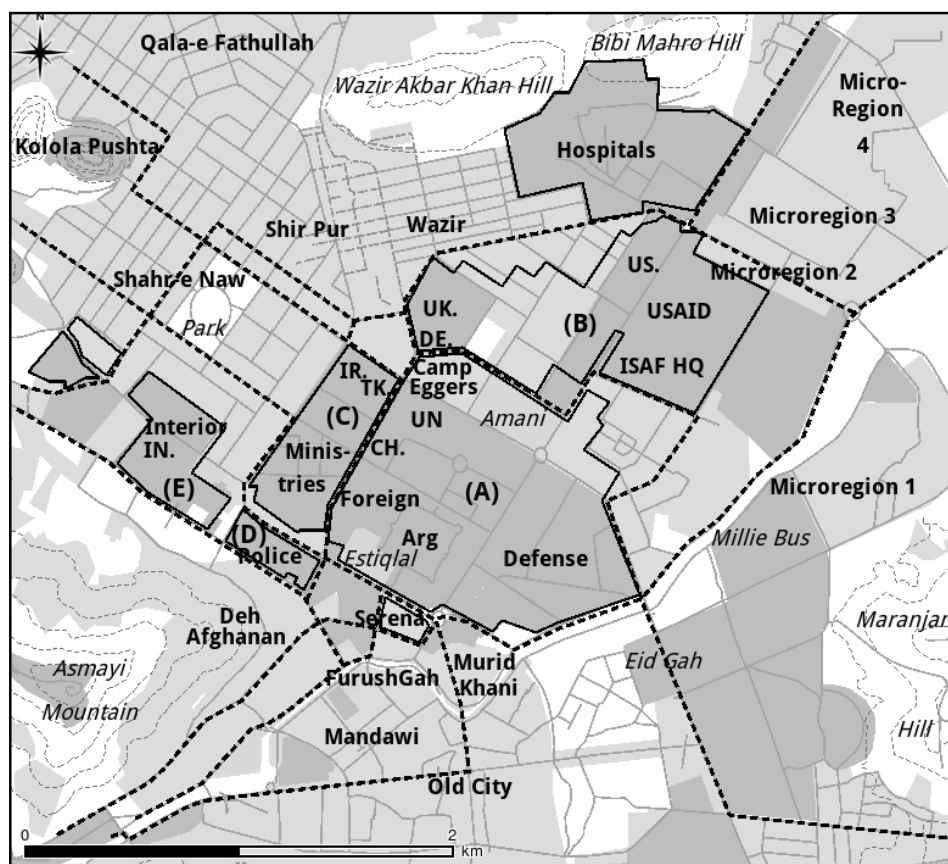 N
Qala-e Fathullah
Bibi Mahro Hill
Wazir Akbar Khan Hill
Micro-
Region
4
Kolola Pushta
Hospitals
Shir Pur
Wazir
Microregion 3
Shahr-e Naw
US.
Microregion 2
Park
UK.
(B)
USAID
DE.
IR.
TK.
Camp
Eggers
ISAF HQ
(C)
UN
Amani
Interior
IN.
Minis-
tries
CH.
(E)
Foreign
(A)
Microregion 1
(D)
Police
Estiqlal
Arg
Defense
Millie Bus
Deh
Afghanan
Serena
Maranjan
Asmayi
Mountain
FurushGah
Murid
Khani
Eid Gah
Hill
Mandawi
Old City
0
2
km